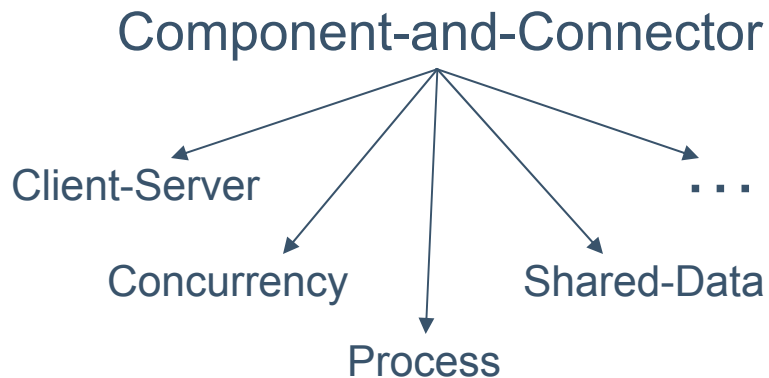 Component-and-Connector
Client-Server
...
Concurrency
Shared-Data
Process